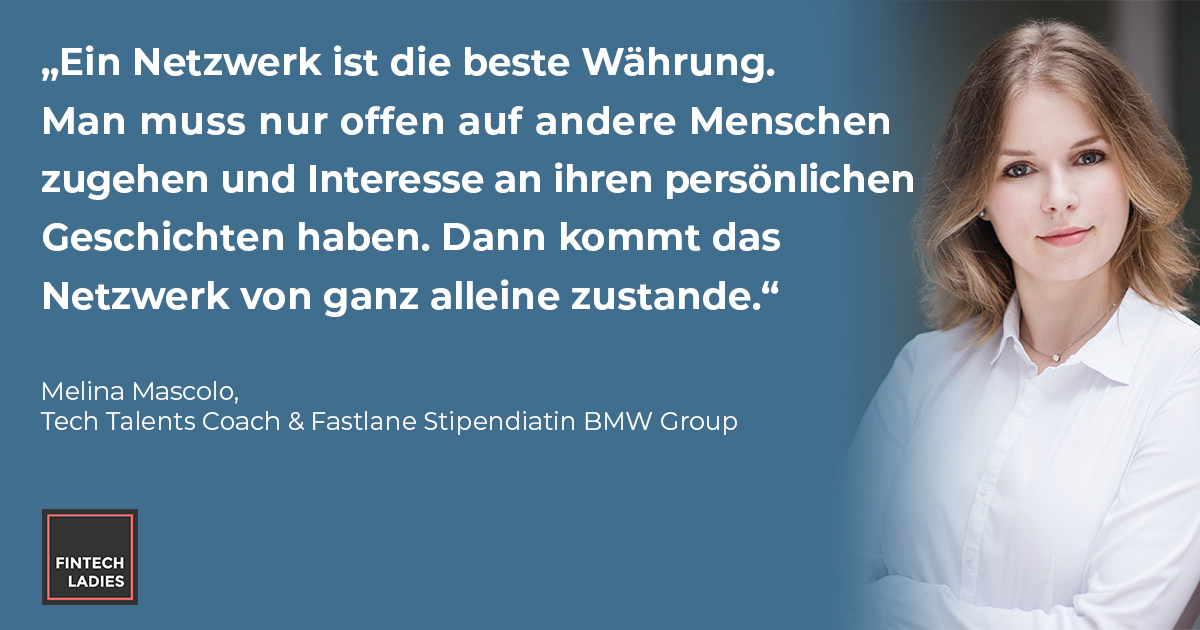 „Ein Netzwerk ist die beste Währung.
Man muss nur offen auf andere Menschen
zugehen und Interesse an ihren persönlichen
Geschichten haben. Dann kommt das
Netzwerk von ganz alleine zustande.“
Melina Mascolo,
Tech Talents Coach & Fastlane Stipendiatin BMW Group
FINTECH
LADIES